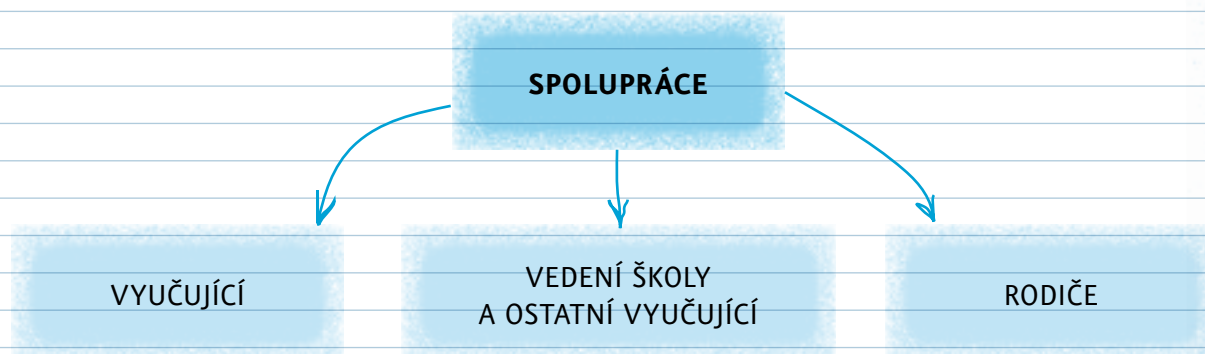 SPOLUPRÁCE
VYUČUJÍCÍ
VEDENÍ ŠKOLY
A OSTATNÍ VYUČUJÍCÍ
RODIČE